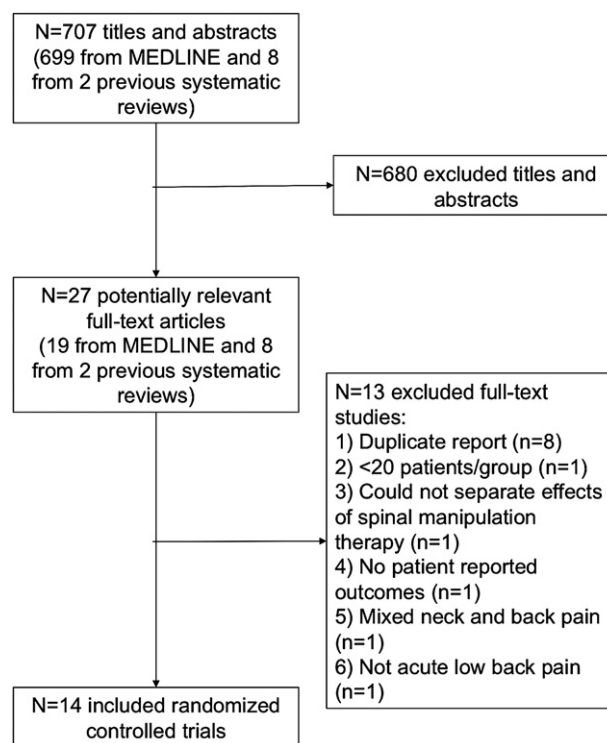 N=707 titles and abstracts
(699 from MEDLINE and 8
from 2 previous systematic
reviews)
N=680 excluded titles and
abstracts
N=27 potentially relevant
full-text articles
(19 from MEDLINE and 8
from 2 previous systematic
reviews)
N=13 excluded full-text
studies:
1) Duplicate report (n=8)
2) <20 patients/group (n=1)
3) Could not separate effects
of spinal manipulation
therapy (n=1)
4) No patient reported
outcomes (n=1)
5) Mixed neck and back pain
(n=1)
6) Not acute low back pain
(n=1)
N=14 included randomized
controlled trials